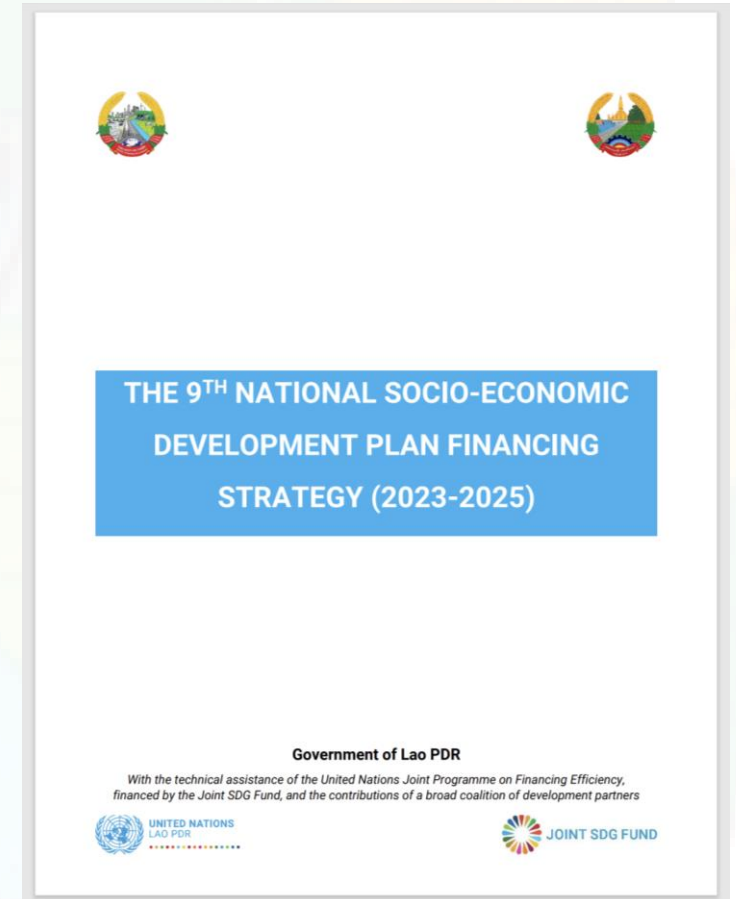 THE 9TH NATIONAL SOCIO-ECONOMIC
DEVELOPMENT PLAN FINANCING
STRATEGY (2023-2025)
Government of Lao PDR
With the technical assistance of the United Nations Joint Programme on Financing Efficiency,
financed by the Joint SDG Fund, and the contributions of a broad coalition of development partners
UNITED NATIONS
LAO PDR
JOINT SDG FUND